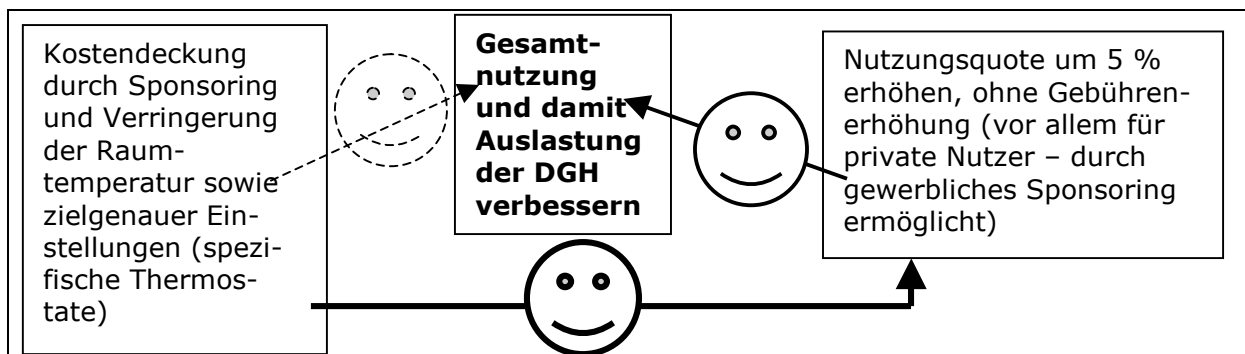 Kostendeckung
durch Sponsoring
und Verringerung
der Raum-
temperatur sowie
zielgenauer Ein-
stellungen (spezi-
fische Thermos-
tate)
Gesamt-
nutzung
und damit
Auslastung
der DGH
verbessern
Nutzungsquote um 5 %
erhöhen, ohne Gebühren-
erhöhung (vor allem für
private Nutzer – durch
gewerbliches Sponsoring
ermöglicht)